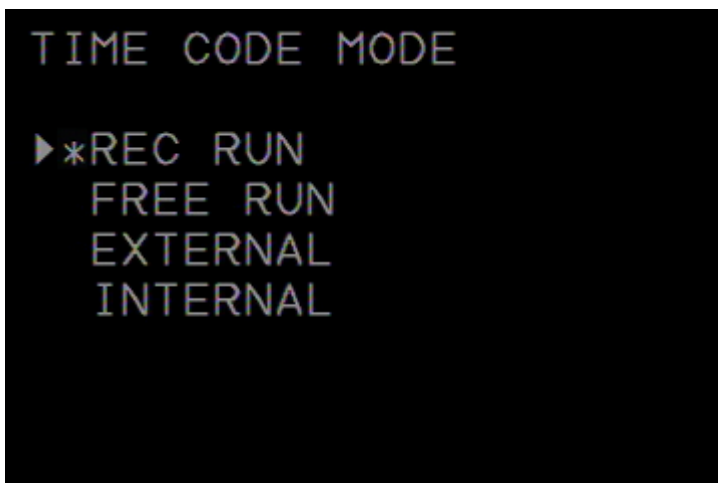 TIME CODE MODE
▶*REC RUN
FREE RUN
EXTERNAL
INTERNAL